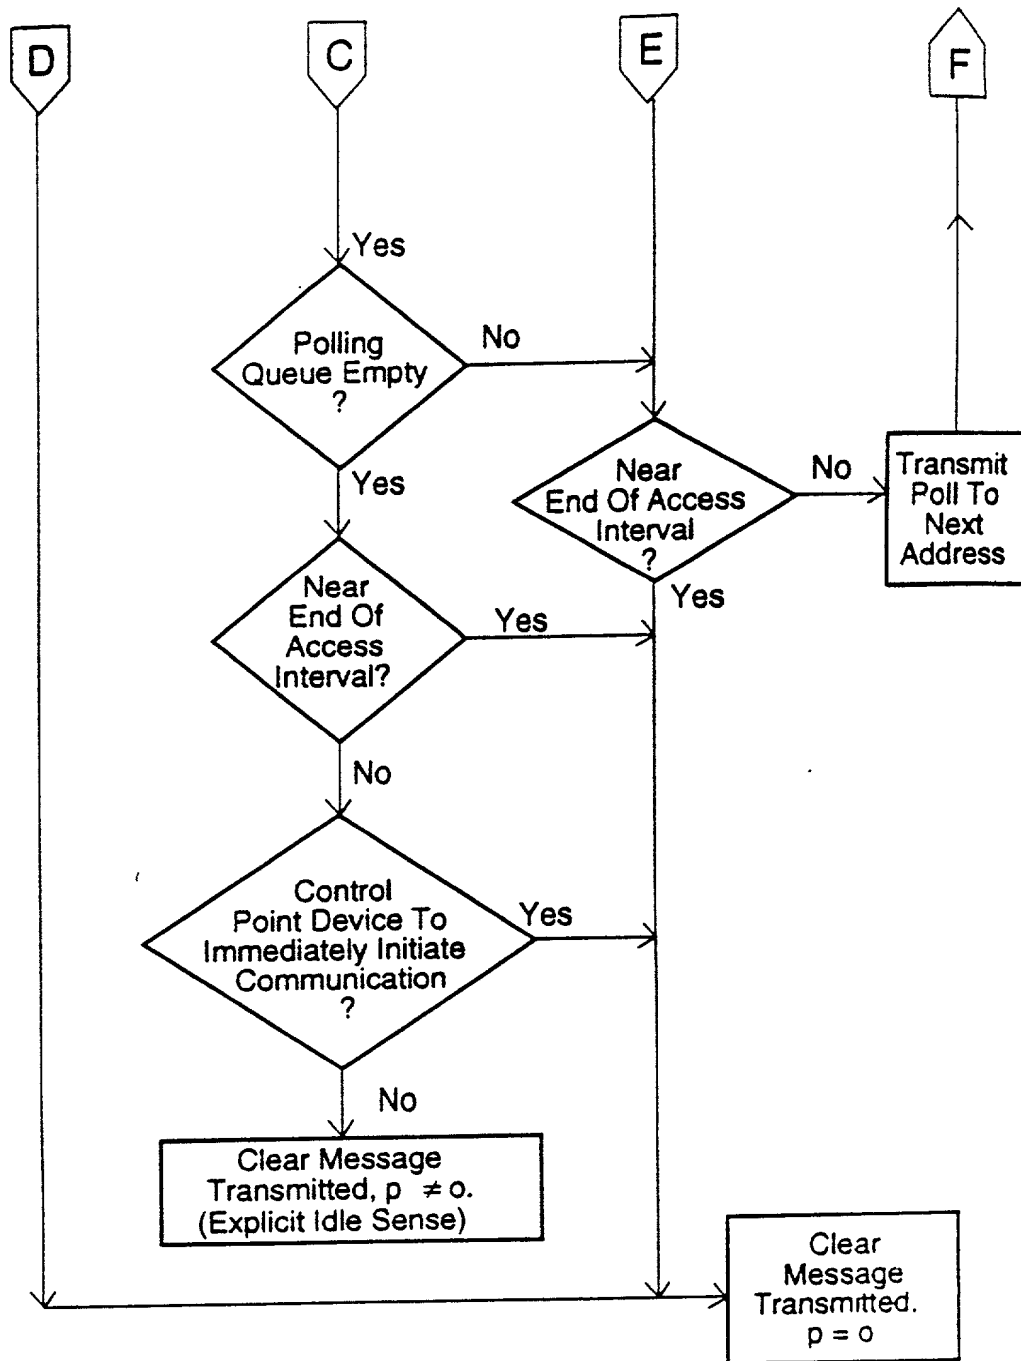 D
C
E
F
Yes
Polling
Queue Empty
?
No
Yes
Near
End Of Access
Interval
?
No
Transmit
Poll To
Next
Address
Yes
Near
End Of
Access
Interval?
Yes
No
Control
Point Device To
Immediately Initiate
Communication
?
Yes
No
Clear Message
Transmitted, p ≠ o.
(Explicit Idle Sense)
Clear
Message
Transmitted.
p = o